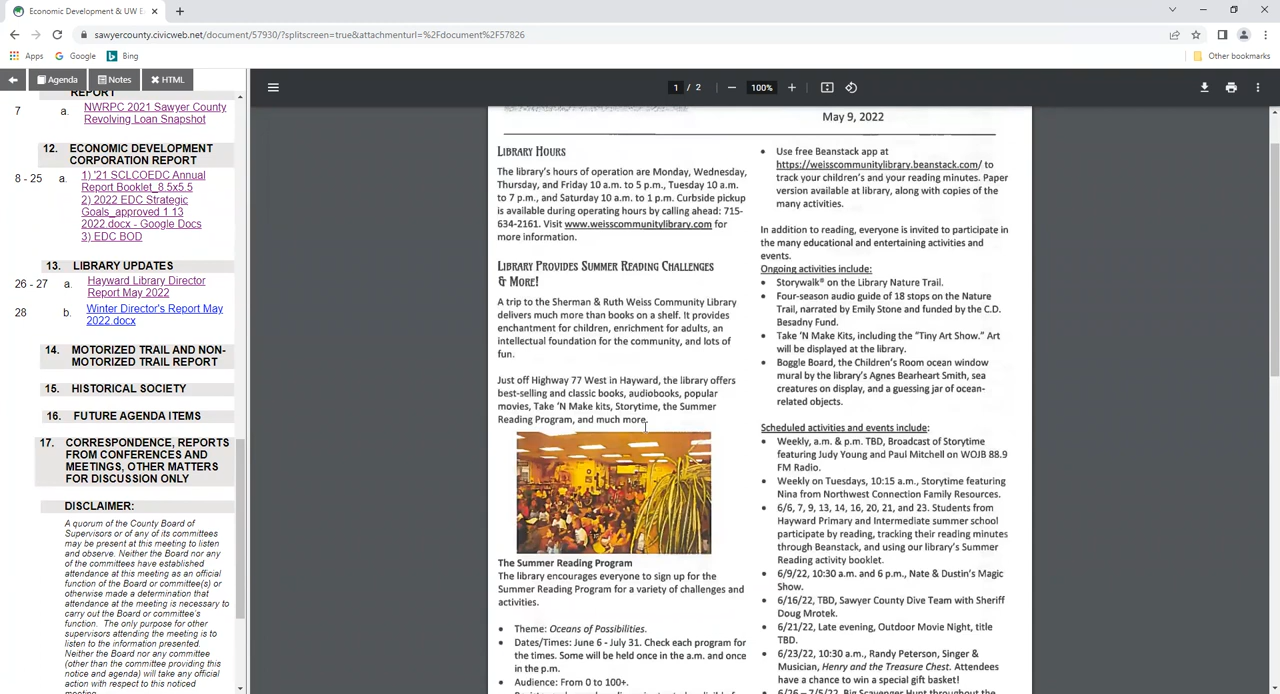 Economic Development & UW E
sawyercounty.civicweb.net/document/57930/?splitscreen=true&attachmenturl=%2Fdocument%2F57826
Apps
Google
Bing
Other bookmarks
Agenda
Notes
HTML
1 / 2
100%
REPORT
7 a. NWRPC 2021 Sawyer County
Revolving Loan Snapshot
12. ECONOMIC DEVELOPMENT
CORPORATION REPORT
8 - 25 a. 1) '21 SCLCOEDC Annual
Report Booklet_8.5x5.5
2) 2022 EDC Strategic
Goals_approved 1 13
2022.docx - Google Docs
3) EDC BOD
13. LIBRARY UPDATES
26 - 27 a. Hayward Library Director
Report May 2022
28 b. Winter Director's Report May
2022.docx
14. MOTORIZED TRAIL AND NON-
MOTORIZED TRAIL REPORT
15. HISTORICAL SOCIETY
16. FUTURE AGENDA ITEMS
17. CORRESPONDENCE, REPORTS
FROM CONFERENCES AND
MEETINGS, OTHER MATTERS
FOR DISCUSSION ONLY
DISCLAIMER:
A quorum of the County Board of
Supervisors or of any of its committees
may be present at this meeting to listen
and observe. Neither the Board nor any
of the committees have established
attendance at this meeting as an official
function of the Board or committee(s) or
otherwise made a determination that
attendance at the meeting is necessary to
carry out the Board or committee's
function. The only purpose for other
supervisors attending the meeting is to
listen to the information presented.
Neither the Board nor any committee
(other than the committee providing this
notice and agenda) will take any official
action with respect to this noticed
meeting.
May 9, 2022
LIBRARY HOURS
The library's hours of operation are Monday, Wednesday,
Thursday, and Friday 10 a.m. to 5 p.m., Tuesday 10 a.m.
to 7 p.m., and Saturday 10 a.m. to 1 p.m. Curbside pickup
is available during operating hours by calling ahead: 715-
634-2161. Visit www.weisscommunitylibrary.com for
more information.
LIBRARY PROVIDES SUMMER READING CHALLENGES
& MORE!
A trip to the Sherman & Ruth Weiss Community Library
delivers much more than books on a shelf. It provides
enchantment for children, enrichment for adults, an
intellectual foundation for the community, and lots of
fun.
Just off Highway 77 West in Hayward, the library offers
best-selling and classic books, audiobooks, popular
movies, Take 'N Make kits, Storytime, the Summer
Reading Program, and much more.
The Summer Reading Program
The library encourages everyone to sign up for the
Summer Reading Program for a variety of challenges and
activities.
• Theme: Oceans of Possibilities.
• Dates/Times: June 6 - July 31. Check each program for
the times. Some will be held once in the a.m. and once
in the p.m.
• Audience: From 0 to 100+.
• Use free Beanstack app at
https://weisscommunitylibrary.beanstack.com/ to
track your children's and your reading minutes. Paper
version available at library, along with copies of the
many activities.
In addition to reading, everyone is invited to participate in
the many educational and entertaining activities and
events.
Ongoing activities include:
• Storywalk® on the Library Nature Trail.
• Four-season audio guide of 18 stops on the Nature
Trail, narrated by Emily Stone and funded by the C.D.
Besadny Fund.
• Take 'N Make Kits, including the "Tiny Art Show." Art
will be displayed at the library.
• Boggle Board, the Children's Room ocean window
mural by the library's Agnes Bearheart Smith, sea
creatures on display, and a guessing jar of ocean-
related objects.
Scheduled activities and events include:
• Weekly, a.m. & p.m. TBD, Broadcast of Storytime
featuring Judy Young and Paul Mitchell on WOJB 88.9
FM Radio.
• Weekly on Tuesdays, 10:15 a.m., Storytime featuring
Nina from Northwest Connection Family Resources.
• 6/6, 7, 9, 13, 14, 16, 20, 21, and 23. Students from
Hayward Primary and Intermediate summer school
participate by reading, tracking their reading minutes
through Beanstack, and using our library's Summer
Reading activity booklet.
• 6/9/22, 10:30 a.m. and 6 p.m., Nate & Dustin's Magic
Show.
• 6/16/22, TBD, Sawyer County Dive Team with Sheriff
Doug Mrotek.
• 6/21/22, Late evening, Outdoor Movie Night, title
TBD.
• 6/23/22, 10:30 a.m., Randy Peterson, Singer &
Musician, Henry and the Treasure Chest. Attendees
have a chance to win a special gift basket!
• 6/26 – 7/5/22, Big Scavenger Hunt throughout the